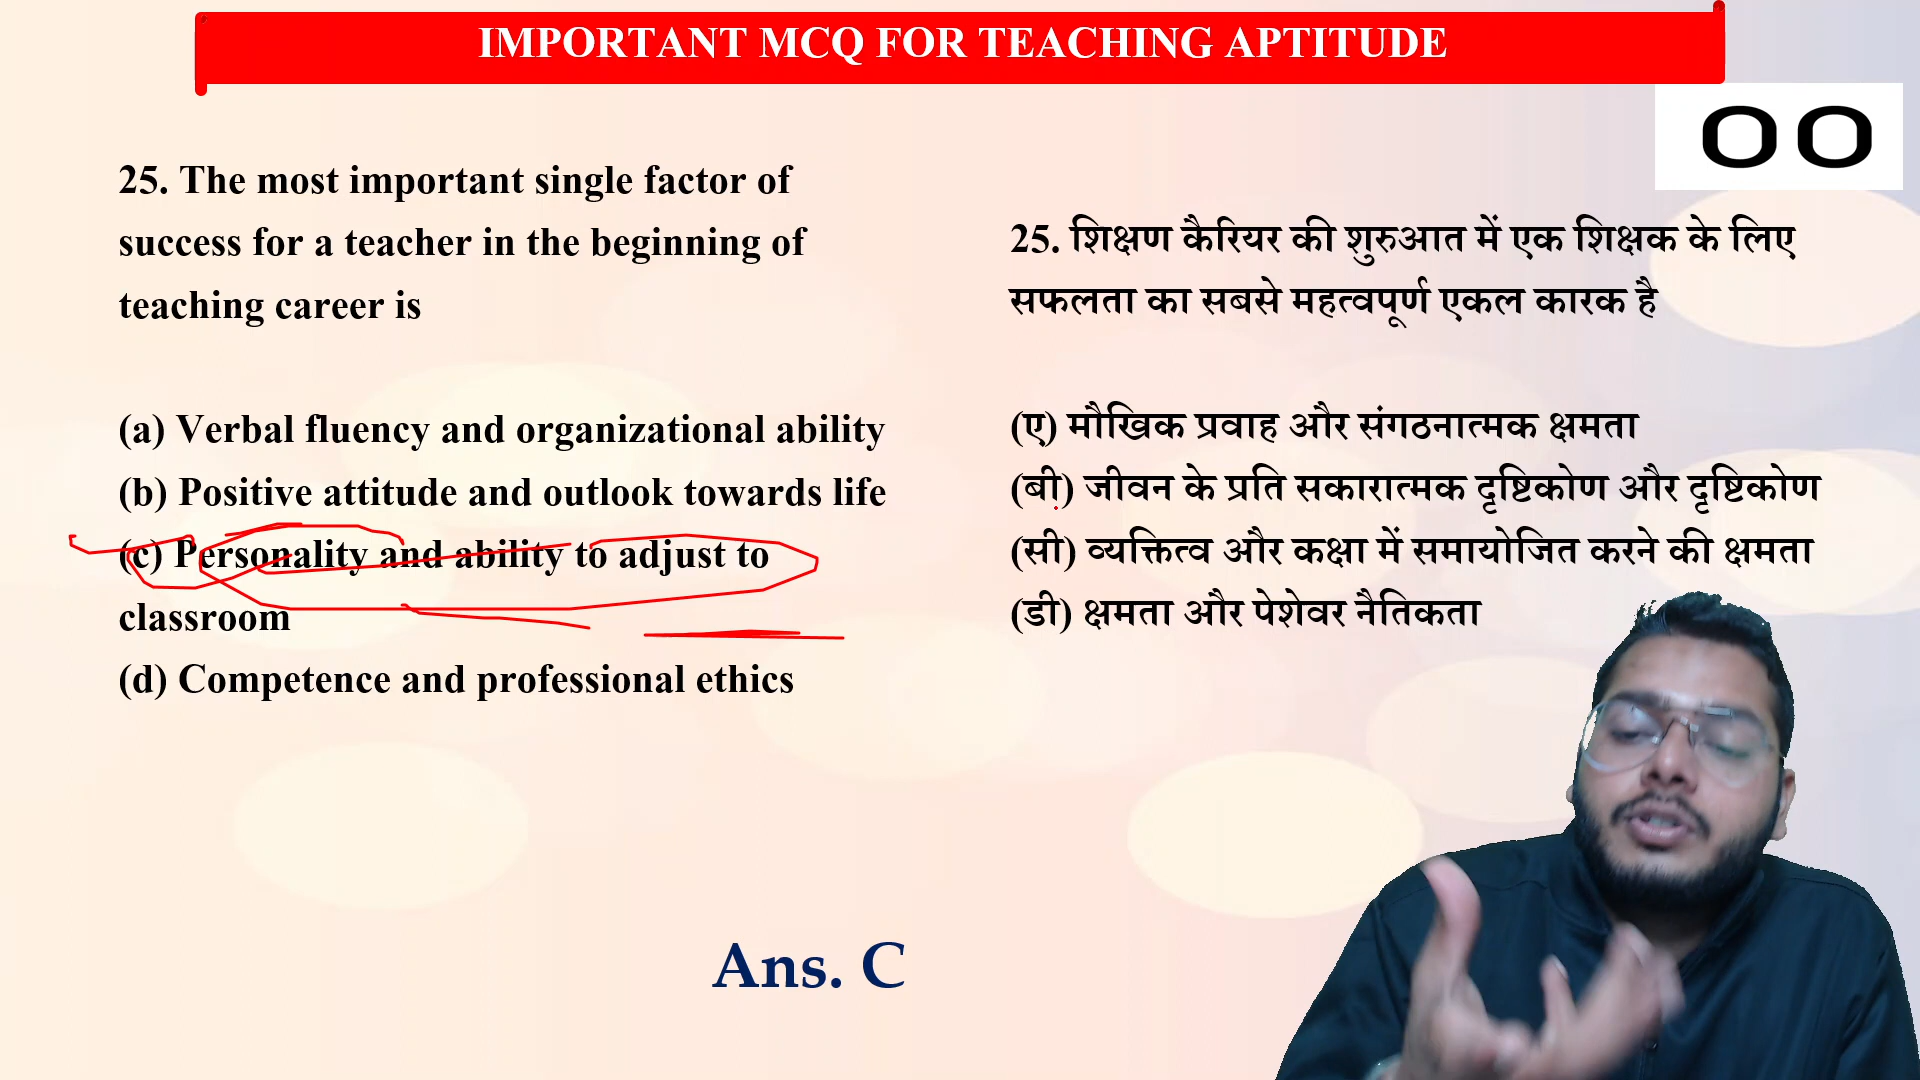 IMPORTANT MCQ FOR TEACHING APTITUDE
00
25. The most important single factor of
success for a teacher in the beginning of
teaching career is
(a) Verbal fluency and organizational ability
(b) Positive attitude and outlook towards life
(c) Personality and ability to adjust to
classroom
(d) Competence and professional ethics
25. शिक्षण कैरियर की शुरुआत में एक शिक्षक के लिए
सफलता का सबसे महत्वपूर्ण एकल कारक है
(ए) मौखिक प्रवाह और संगठनात्मक क्षमता
(बी) जीवन के प्रति सकारात्मक दृष्टिकोण और दृष्टिकोण
(सी) व्यक्तित्व और कक्षा में समायोजित करने की क्षमता
(डी) क्षमता और पेशेवर नैतिकता
Ans. C